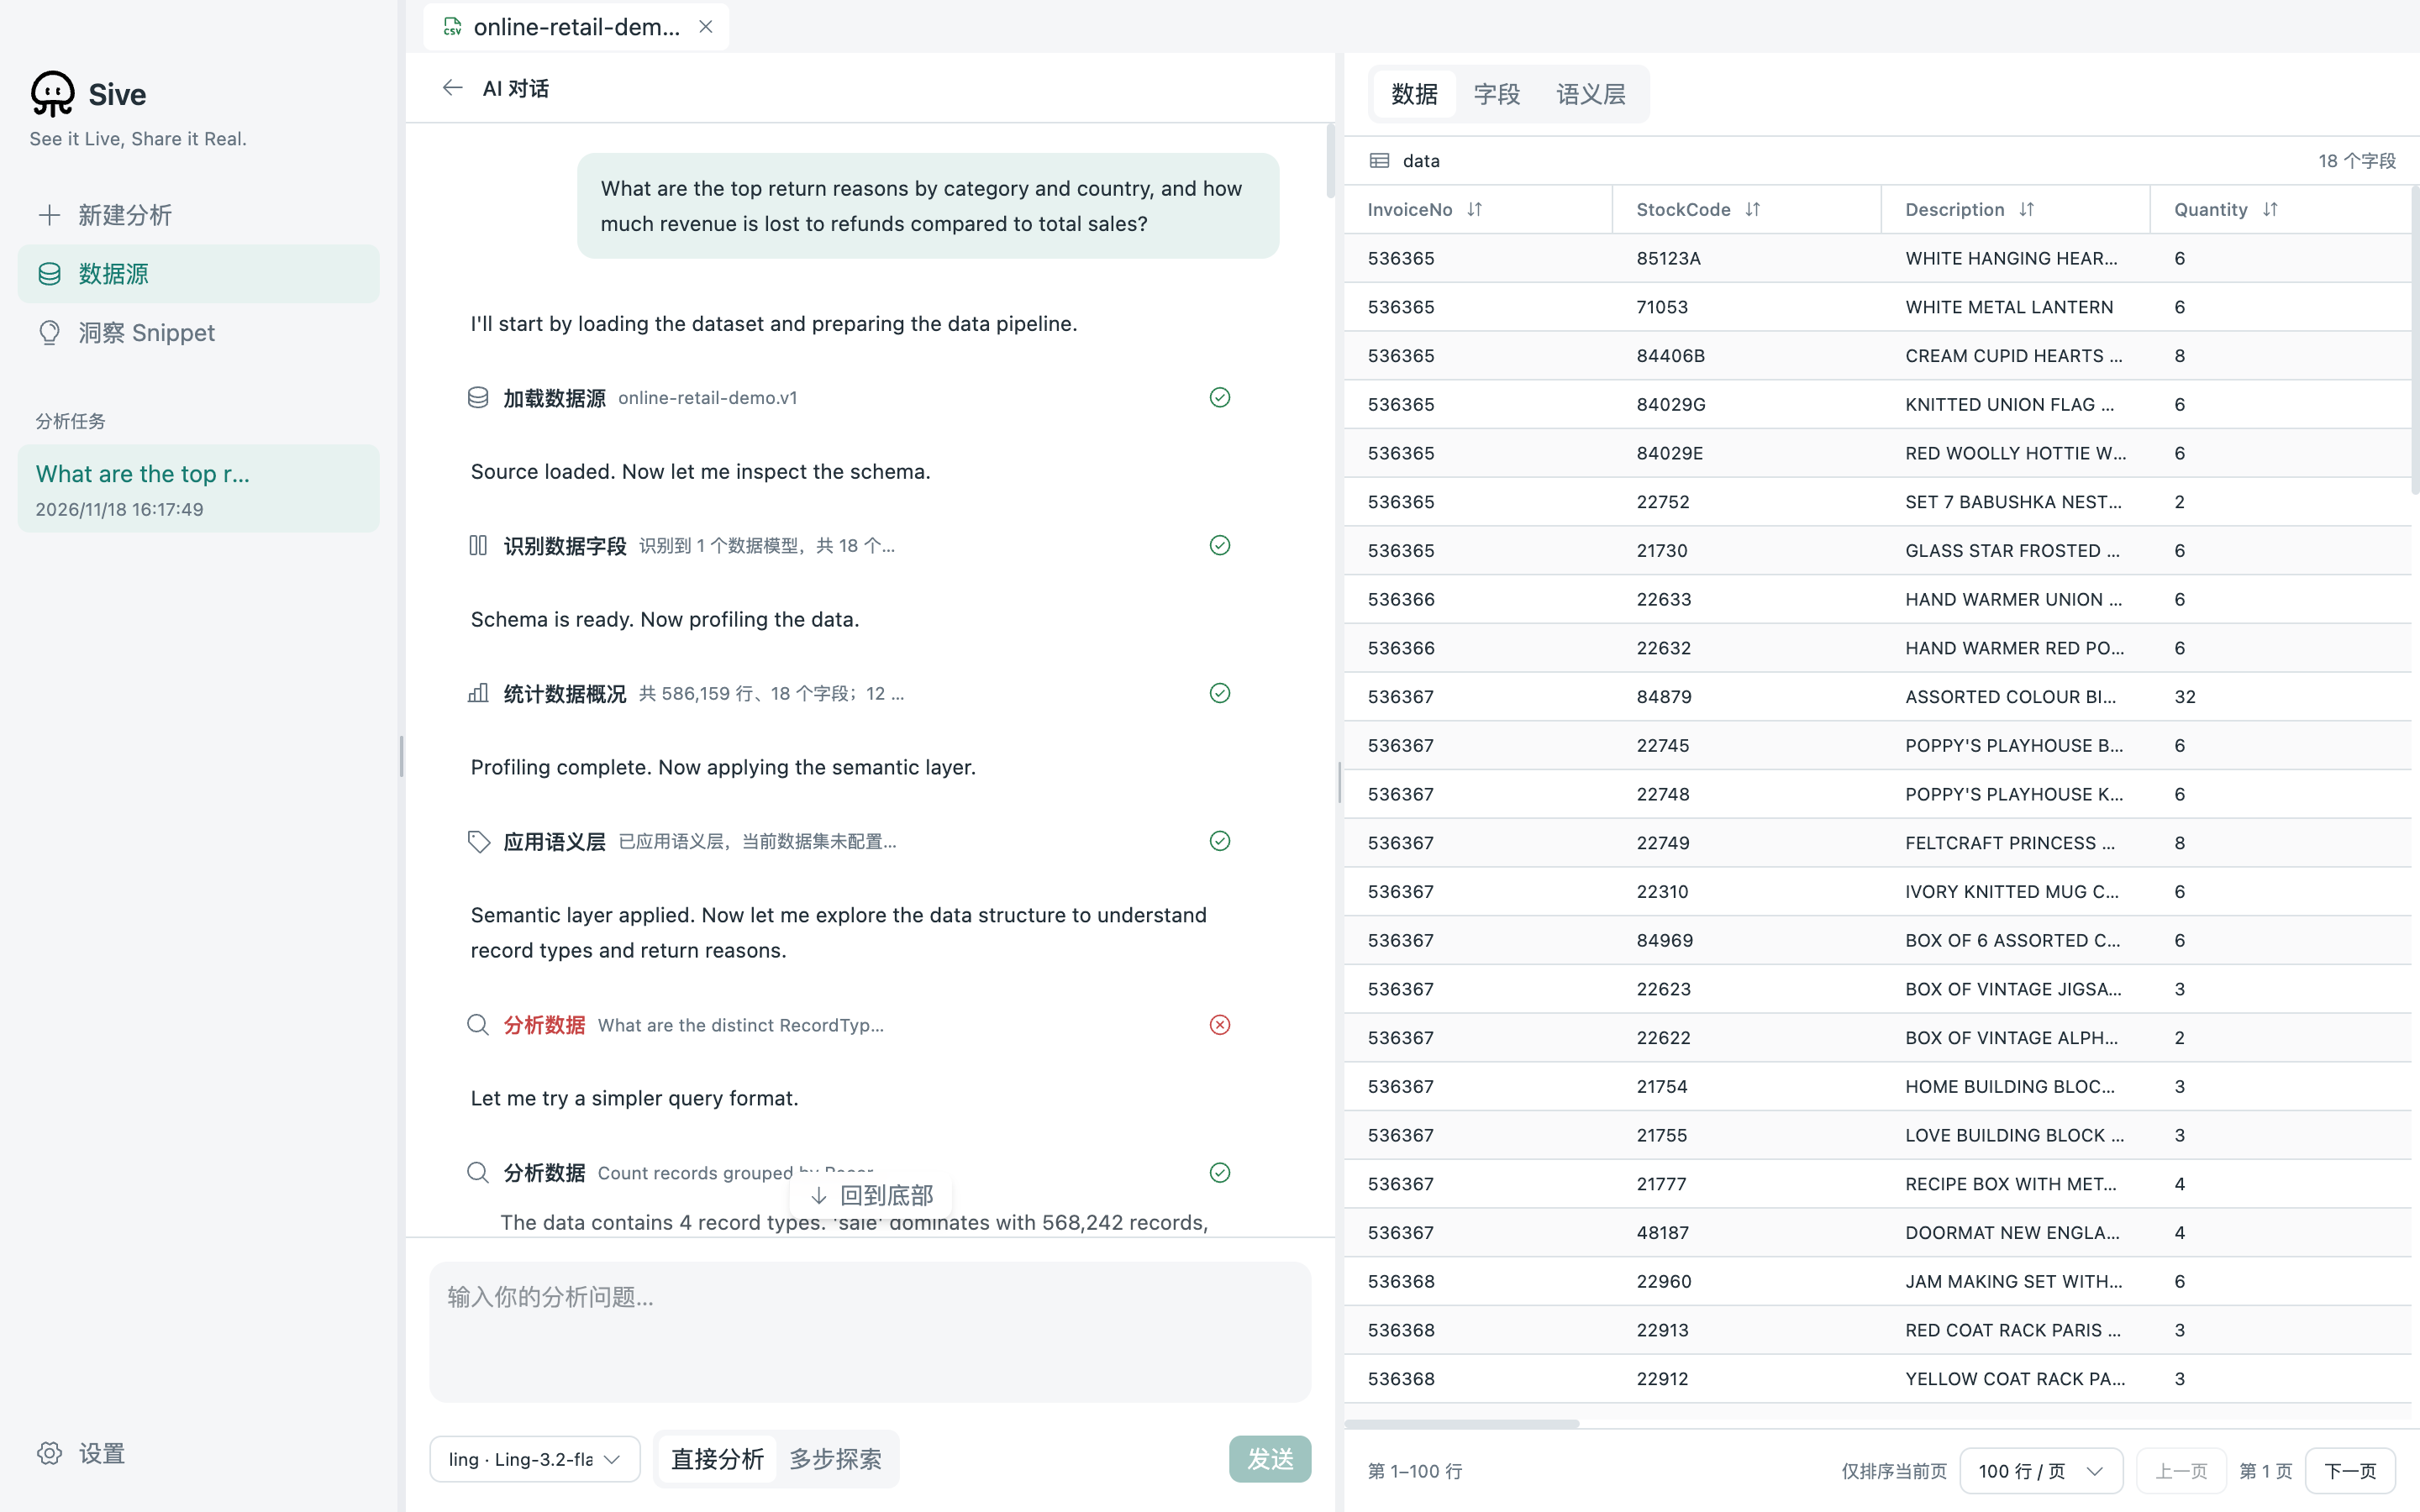 online-retail-dem...
Sive
See it Live, Share it Real.
新建分析
数据源
洞察 Snippet
分析任务
What are the top r...
2026/11/18 16:17:49
设置
AI 对话
What are the top return reasons by category and country, and how
much revenue is lost to refunds compared to total sales?
I'll start by loading the dataset and preparing the data pipeline.
加载数据源 online-retail-demo.v1
Source loaded. Now let me inspect the schema.
识别数据字段 识别到 1 个数据模型，共 18 个...
Schema is ready. Now profiling the data.
统计数据概况 共 586,159 行、18 个字段；12 ...
Profiling complete. Now applying the semantic layer.
应用语义层 已应用语义层，当前数据集未配置...
Semantic layer applied. Now let me explore the data structure to understand
record types and return reasons.
分析数据 What are the distinct RecordTyp...
Let me try a simpler query format.
分析数据 Count records grouped
回到底部
The data contains 4 record types. 'sale' dominates with 568,242 records,
输入你的分析问题...
ling · Ling-3.2-fla
直接分析 多步探索
发送
数据 字段 语义层
data 18 个字段
InvoiceNo StockCode Description Quantity
536365 85123A WHITE HANGING HEAR... 6
536365 71053 WHITE METAL LANTERN 6
536365 84406B CREAM CUPID HEARTS ... 8
536365 84029G KNITTED UNION FLAG ... 6
536365 84029E RED WOOLLY HOTTIE W... 6
536365 22752 SET 7 BABUSHKA NEST... 2
536365 21730 GLASS STAR FROSTED ... 6
536366 22633 HAND WARMER UNION ... 6
536366 22632 HAND WARMER RED PO... 6
536367 84879 ASSORTED COLOUR BI... 32
536367 22745 POPPY'S PLAYHOUSE B... 6
536367 22748 POPPY'S PLAYHOUSE K... 6
536367 22749 FELTCRAFT PRINCESS ... 8
536367 22310 IVORY KNITTED MUG C... 6
536367 84969 BOX OF 6 ASSORTED C... 6
536367 22623 BOX OF VINTAGE JIGSA... 3
536367 22622 BOX OF VINTAGE ALPH... 2
536367 21754 HOME BUILDING BLOC... 3
536367 21755 LOVE BUILDING BLOCK ... 3
536367 21777 RECIPE BOX WITH MET... 4
536367 48187 DOORMAT NEW ENGLA... 4
536368 22960 JAM MAKING SET WITH... 6
536368 22913 RED COAT RACK PARIS ... 3
536368 22912 YELLOW COAT RACK PA... 3
第 1–100 行 仅排序当前页 100 行 / 页 上一页 第 1 页 下一页